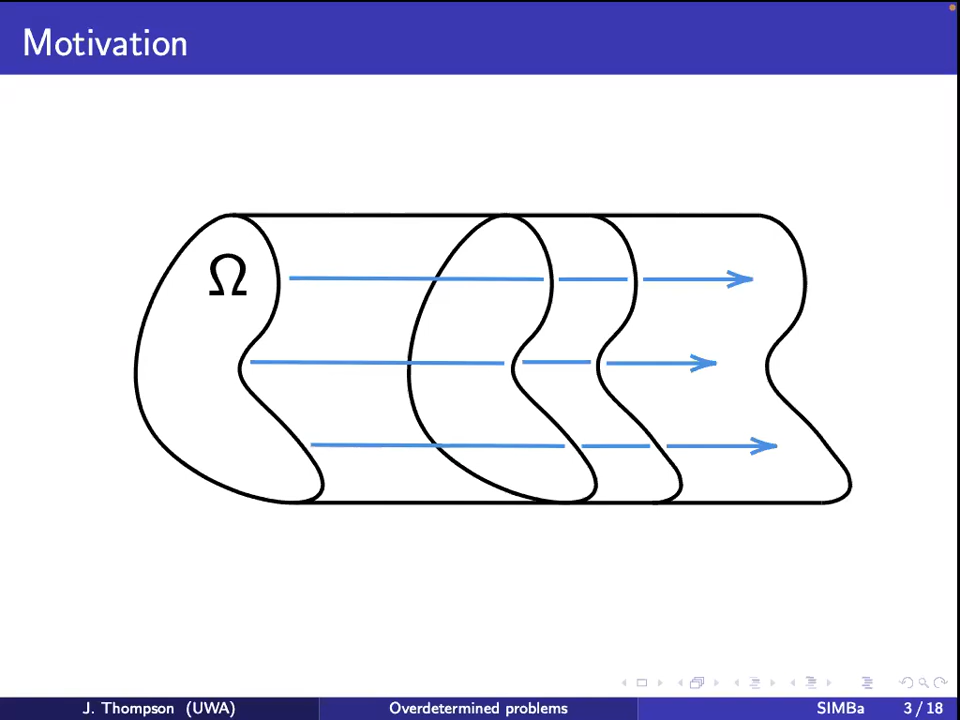 Motivation
Ω
J. Thompson (UWA) Overdetermined problems SIMBa 3 / 18